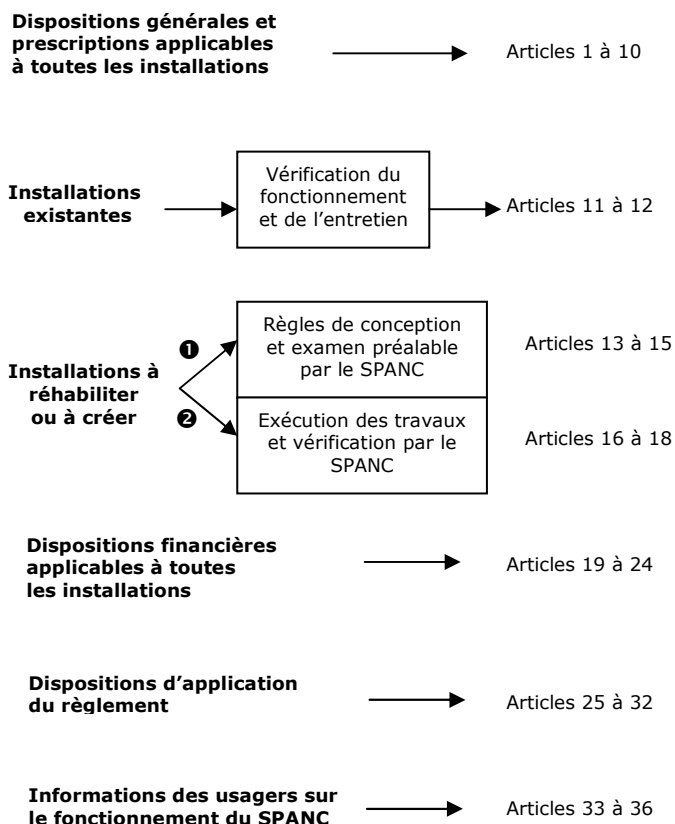 Dispositions générales et
prescriptions applicables
à toutes les installations
Articles 1 à 10
Installations
existantes
Vérification du
fonctionnement
et de l’entretien
Articles 11 à 12
Installations à
réhabiliter
ou à créer
❶
Règles de conception
et examen préalable
par le SPANC
Articles 13 à 15
❷
Exécution des travaux
et vérification par le
SPANC
Articles 16 à 18
Dispositions financières
applicables à toutes
les installations
Articles 19 à 24
Dispositions d’application
du règlement
Articles 25 à 32
Informations des usagers sur
le fonctionnement du SPANC
Articles 33 à 36